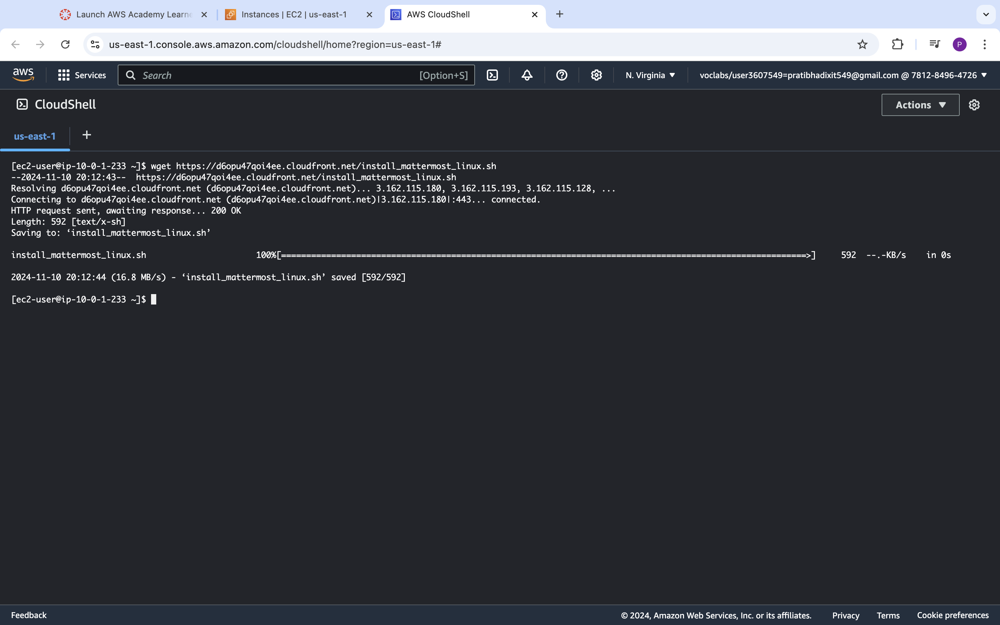 Launch AWS Academy Learne
Instances | EC2 | us-east-1
AWS CloudShell
us-east-1.console.aws.amazon.com/cloudshell/home?region=us-east-1#
P
aws
Services
Search
[Option+S]
N. Virginia
voclabs/user3607549=pratibhadixit549@gmail.com @ 7812-8496-4726
CloudShell
Actions
us-east-1
[ec2-user@ip-10-0-1-233 ~]$ wget https://d6opu47qoi4ee.cloudfront.net/install_mattermost_linux.sh
--2024-11-10 20:12:43--  https://d6opu47qoi4ee.cloudfront.net/install_mattermost_linux.sh
Resolving d6opu47qoi4ee.cloudfront.net (d6opu47qoi4ee.cloudfront.net)... 3.162.115.180, 3.162.115.193, 3.162.115.128, ...
Connecting to d6opu47qoi4ee.cloudfront.net (d6opu47qoi4ee.cloudfront.net)|3.162.115.180|:443... connected.
HTTP request sent, awaiting response... 200 OK
Length: 592 [text/x-sh]
Saving to: ‘install_mattermost_linux.sh’
install_mattermost_linux.sh 100%[=========================================================================================================>] 592 --.-KB/s in 0s
2024-11-10 20:12:44 (16.8 MB/s) - ‘install_mattermost_linux.sh’ saved [592/592]
[ec2-user@ip-10-0-1-233 ~]$
Feedback
© 2024, Amazon Web Services, Inc. or its affiliates.
Privacy
Terms
Cookie preferences